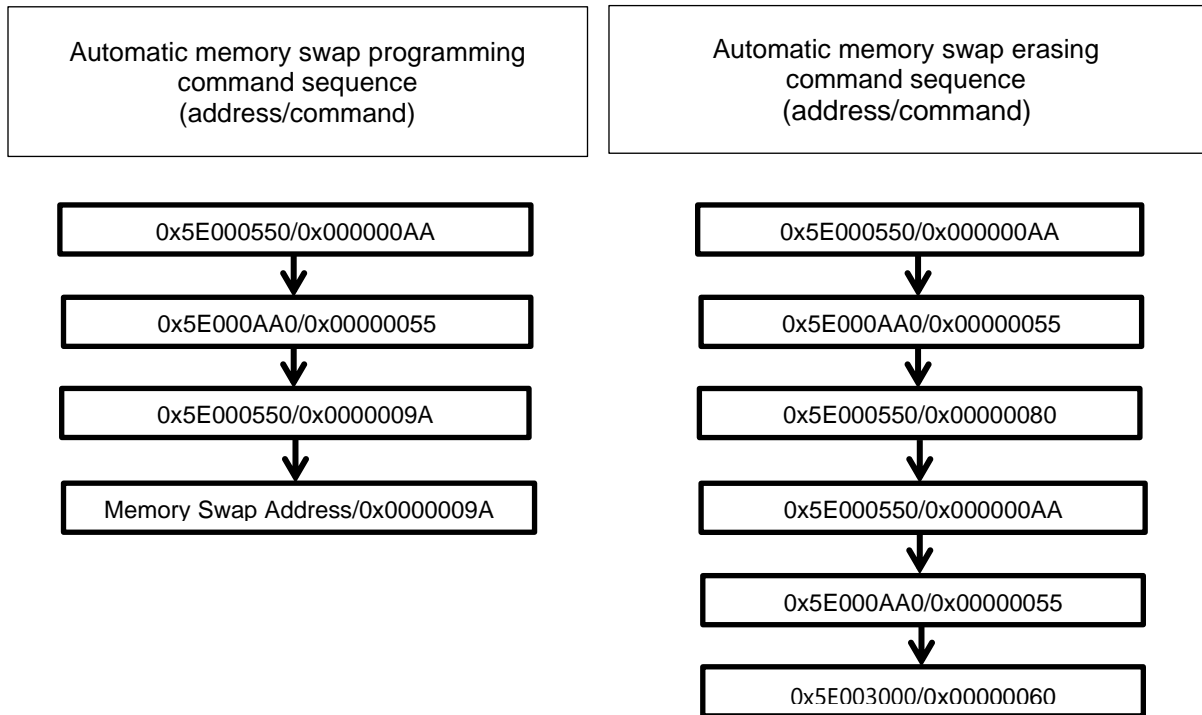 Automatic memory swap programming
command sequence
(address/command)
0x5E000550/0x000000AA
0x5E000AA0/0x00000055
0x5E000550/0x0000009A
Memory Swap Address/0x0000009A
Automatic memory swap erasing
command sequence
(address/command)
0x5E000550/0x000000AA
0x5E000AA0/0x00000055
0x5E000550/0x00000080
0x5E000550/0x000000AA
0x5E000AA0/0x00000055
0x5E003000/0x00000060